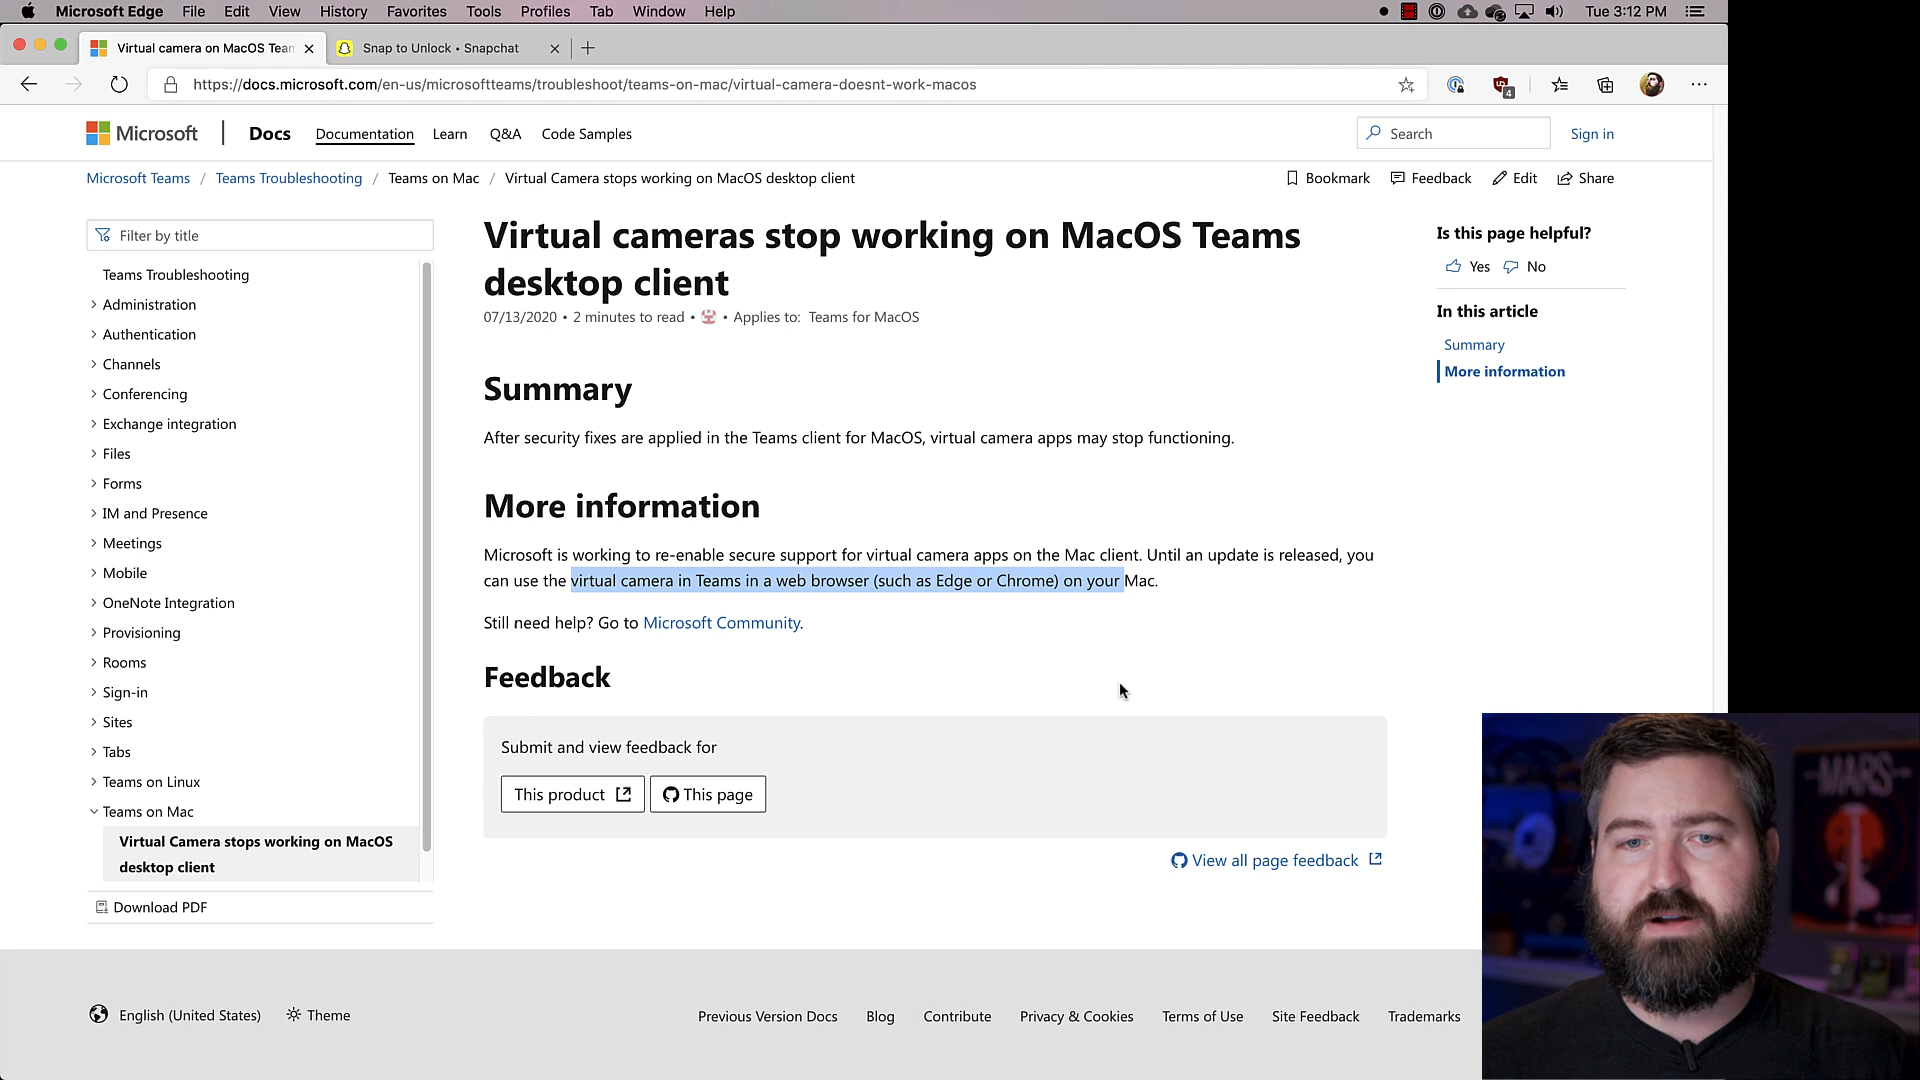 Microsoft Edge File Edit View History Favorites Tools Profiles Tab Window Help Tue 3:12 PM
Virtual camera on MacOS Tean Snap to Unlock • Snapchat
https://docs.microsoft.com/en-us/microsoftteams/troubleshoot/teams-on-mac/virtual-camera-doesnt-work-macos 4
Microsoft Docs Documentation Learn Q&A Code Samples Search Sign in
Microsoft Teams / Teams Troubleshooting / Teams on Mac / Virtual Camera stops working on MacOS desktop client Bookmark Feedback Edit Share
Filter by title
Teams Troubleshooting
Administration
Authentication
Channels
Conferencing
Exchange integration
Files
Forms
IM and Presence
Meetings
Mobile
OneNote Integration
Provisioning
Rooms
Sign-in
Sites
Tabs
Teams on Linux
Teams on Mac
Virtual Camera stops working on MacOS
desktop client
Download PDF
Virtual cameras stop working on MacOS Teams
desktop client
07/13/2020 • 2 minutes to read • • Applies to: Teams for MacOS
Summary
After security fixes are applied in the Teams client for MacOS, virtual camera apps may stop functioning.
More information
Microsoft is working to re-enable secure support for virtual camera apps on the Mac client. Until an update is released, you
can use the virtual camera in Teams in a web browser (such as Edge or Chrome) on your Mac.
Still need help? Go to Microsoft Community.
Feedback
Submit and view feedback for
This product This page
View all page feedback
Is this page helpful?
Yes No
In this article
Summary
More information
MARS
English (United States) Theme Previous Version Docs Blog Contribute Privacy & Cookies Terms of Use Site Feedback Trademarks